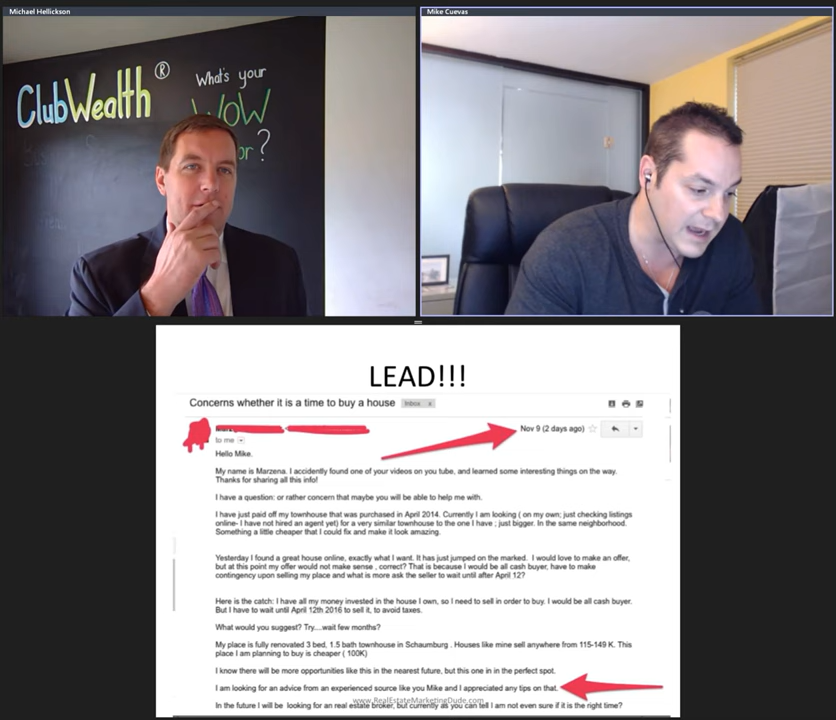 Michael Hellickson
Mike Cuevas
ClubWealth®
What's your
WOW
or?
LEAD!!!
Concerns whether it is a time to buy a house Inbox x
Nov 9 (2 days ago)
to me
Hello Mike.
My name is Marzena. I accidently found one of your videos on you tube, and learned some interesting things on the way.
Thanks for sharing all this info!
I have a question: or rather concern that maybe you will be able to help me with.
I have just paid off my townhouse that was purchased in April 2014. Currently I am looking ( on my own; just checking listings
online- I have not hired an agent yet) for a very similar townhouse to the one I have ; just bigger. In the same neighborhood.
Something a little cheaper that I could fix and make it look amazing.
Yesterday I found a great house online, exactly what I want. It has just jumped on the marked. I would love to make an offer,
but at this point my offer would not make sense , correct? That is because I would be all cash buyer, have to make
contingency upon selling my place and what is more ask the seller to wait until after April 12?
Here is the catch: I have all my money invested in the house I own, so I need to sell in order to buy. I would be all cash buyer.
But I have to wait until April 12th 2016 to sell it, to avoid taxes.
What would you suggest? Try....wait few months?
My place is fully renovated 3 bed, 1.5 bath townhouse in Schaumburg . Houses like mine sell anywhere from 115-149 K. This
place I am planning to buy is cheaper ( 100K)
I know there will be more opportunities like this in the nearest future, but this one in in the perfect spot.
I am looking for an advice from an experienced source like you Mike and I appreciated any tips on that.
www.RealEstateMarketingDude.com
In the future I will be looking for an real estate broker, but currently as you can tell I am not even sure if it is the right time?